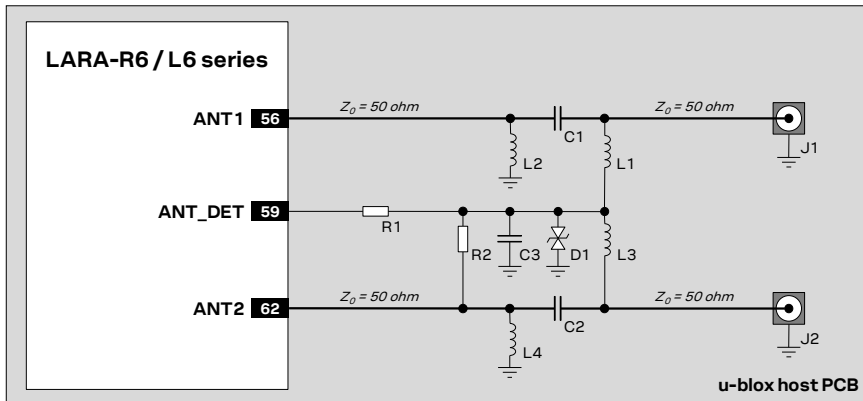 LARA-R6 / L6 series
ANT1 56
Z₀ = 50 ohm
Z₀ = 50 ohm
C1
J1
L2
L1
ANT_DET 59
R1
R2
C3
D1
L3
ANT2 62
Z₀ = 50 ohm
Z₀ = 50 ohm
C2
J2
L4
u-blox host PCB